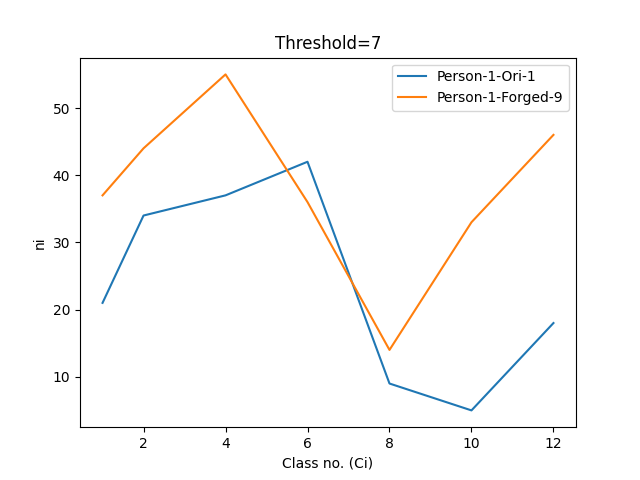 Threshold=7
Person-1-Ori-1
Person-1-Forged-9
50
40
30
20
10
ni
2 4 6 8 10 12
Class no. (Ci)